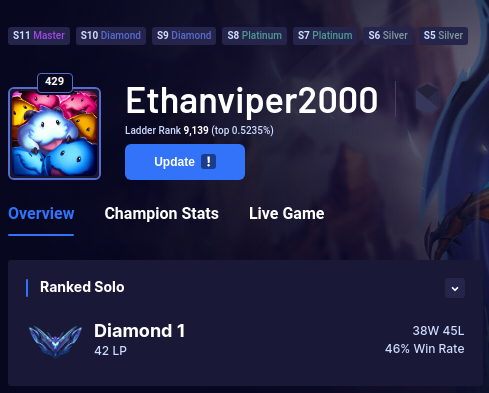 S11 Master S10 Diamond S9 Diamond S8 Platinum S7 Platinum S6 Silver S5 Silver
429
Ethanviper2000
Ladder Rank 9,139 (top 0.5235%)
Update !
Overview Champion Stats Live Game
Ranked Solo
Diamond 1
42 LP
38W 45L
46% Win Rate